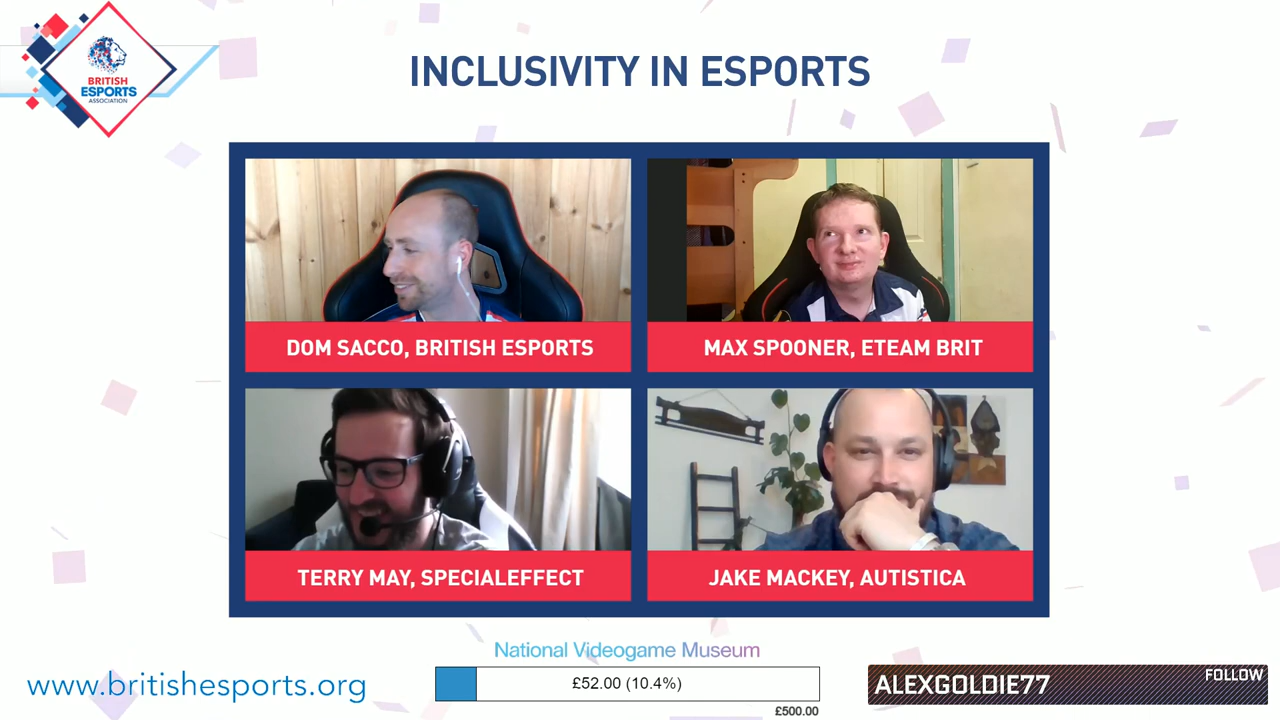 BRITISH
ESPORTS
ASSOCIATION
INCLUSIVITY IN ESPORTS
DOM SACCO, BRITISH ESPORTS
MAX SPOONER, ETEAM BRIT
TERRY MAY, SPECIALEFFECT
JAKE MACKEY, AUTISTICA
National Videogame Museum
www.britishesports.org
£52.00 (10.4%)
£500.00
ALEXGOLDIE77
FOLLOW